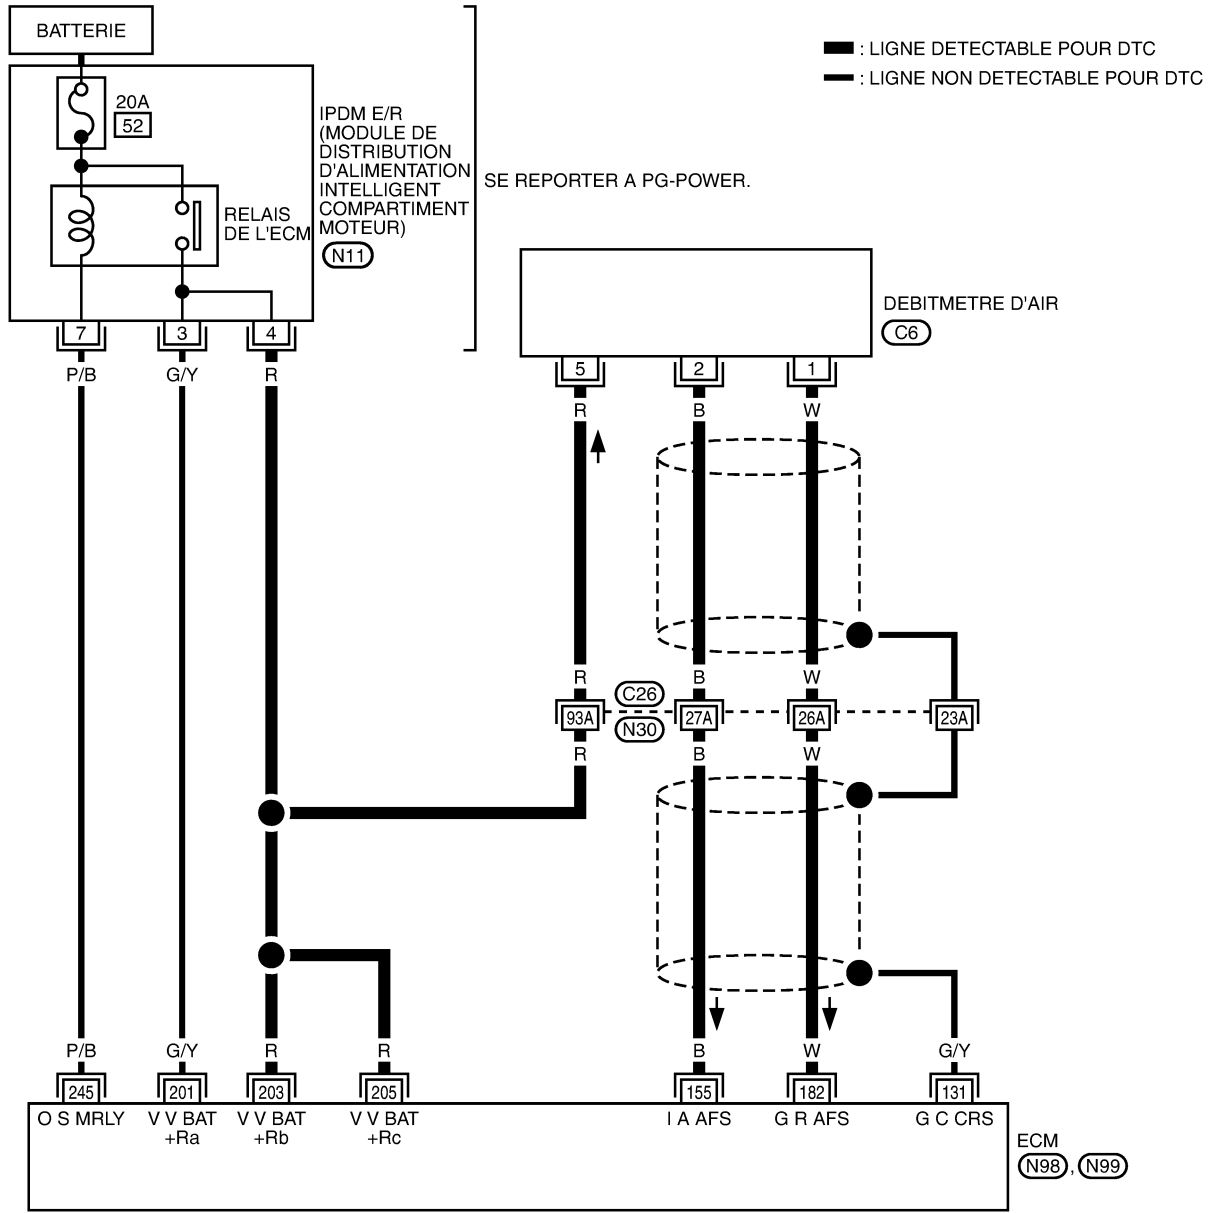 BATTERIE
: LIGNE DETECTABLE POUR DTC
: LIGNE NON DETECTABLE POUR DTC
20A
52
IPDM E/R
(MODULE DE
DISTRIBUTION
D'ALIMENTATION
INTELLIGENT
COMPARTIMENT
MOTEUR)
N11
SE REPORTER A PG-POWER.
RELAIS
DE L'ECM
DEBITMETRE D'AIR
C6
7 3 4
5 2 1
P/B G/Y R
R B W
R B W
C26
93A 27A 26A 23A
N30
R B W
P/B G/Y R R B W G/Y
245 201 203 205 155 182 131
O S MRLY V V BAT V V BAT V V BAT I A AFS G R AFS G C CRS
+Ra +Rb +Rc
ECM
N98 , N99